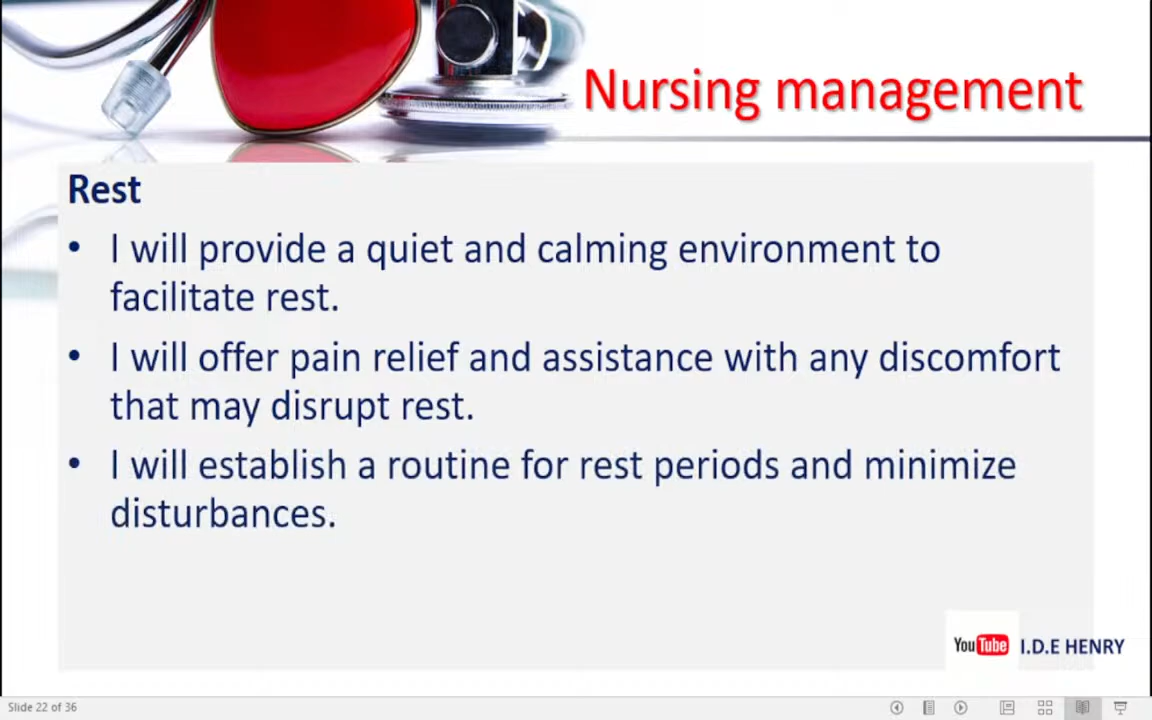 Nursing management
Rest
• I will provide a quiet and calming environment to
facilitate rest.
• I will offer pain relief and assistance with any discomfort
that may disrupt rest.
• I will establish a routine for rest periods and minimize
disturbances.
YouTube I.D.E HENRY
Slide 22 of 36